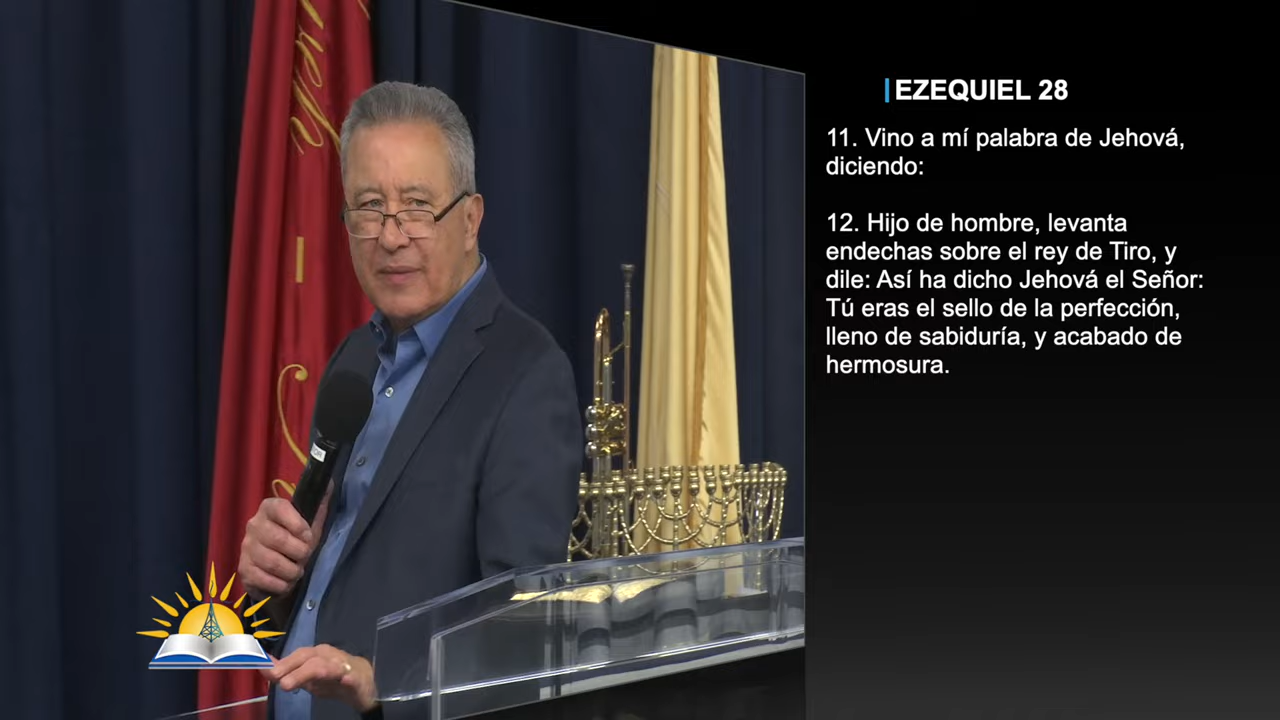 EZEQUIEL 28
11. Vino a mí palabra de Jehová,
diciendo:
12. Hijo de hombre, levanta
endechas sobre el rey de Tiro, y
dile: Así ha dicho Jehová el Señor:
Tú eras el sello de la perfección,
lleno de sabiduría, y acabado de
hermosura.